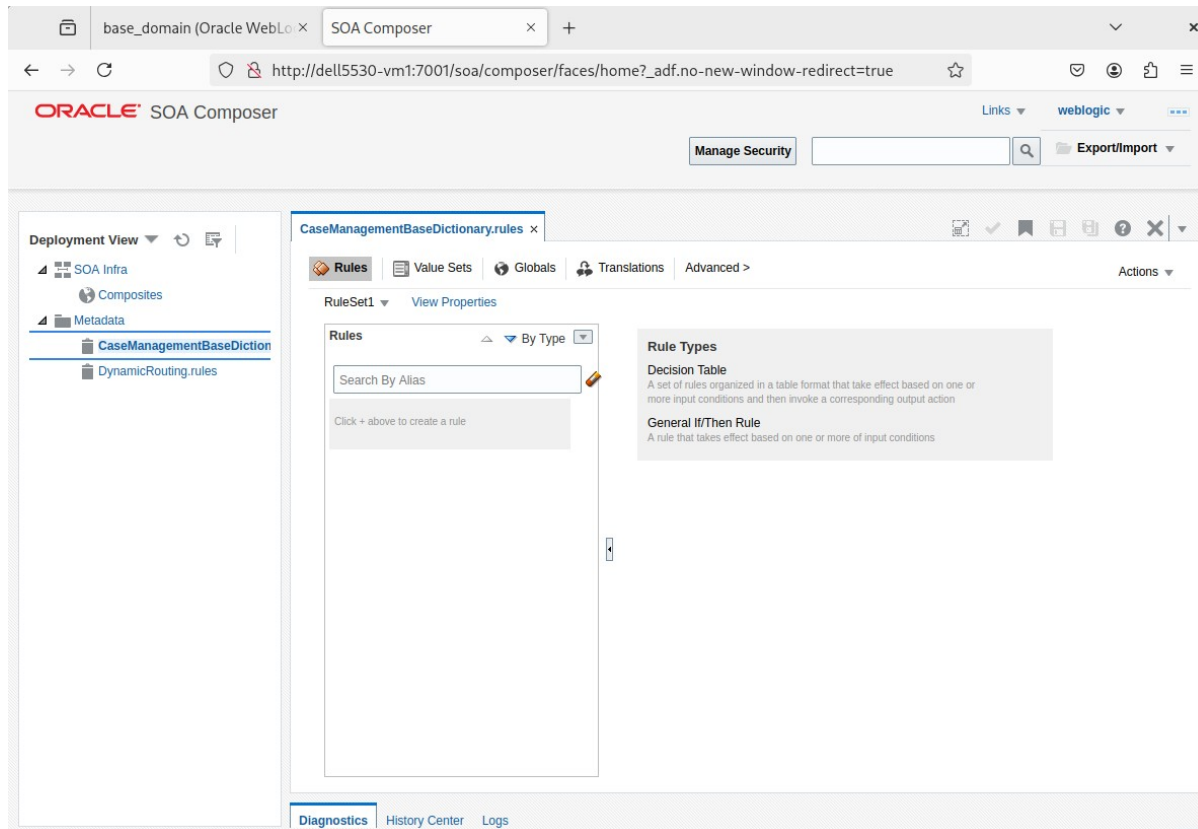 base_domain (Oracle WebLo
SOA Composer
http://dell5530-vm1:7001/soa/composer/faces/home?_adf.no-new-window-redirect=true
ORACLE SOA Composer
Links
weblogic
Manage Security
Export/Import
Deployment View
CaseManagementBaseDictionary.rules
SOA Infra
Composites
Metadata
CaseManagementBaseDiction
DynamicRouting.rules
Rules
Value Sets
Globals
Translations
Advanced >
Actions
RuleSet1
View Properties
Rules
By Type
Search By Alias
Click + above to create a rule
Rule Types
Decision Table
A set of rules organized in a table format that take effect based on one or
more input conditions and then invoke a corresponding output action
General If/Then Rule
A rule that takes effect based on one or more of input conditions
Diagnostics
History Center
Logs